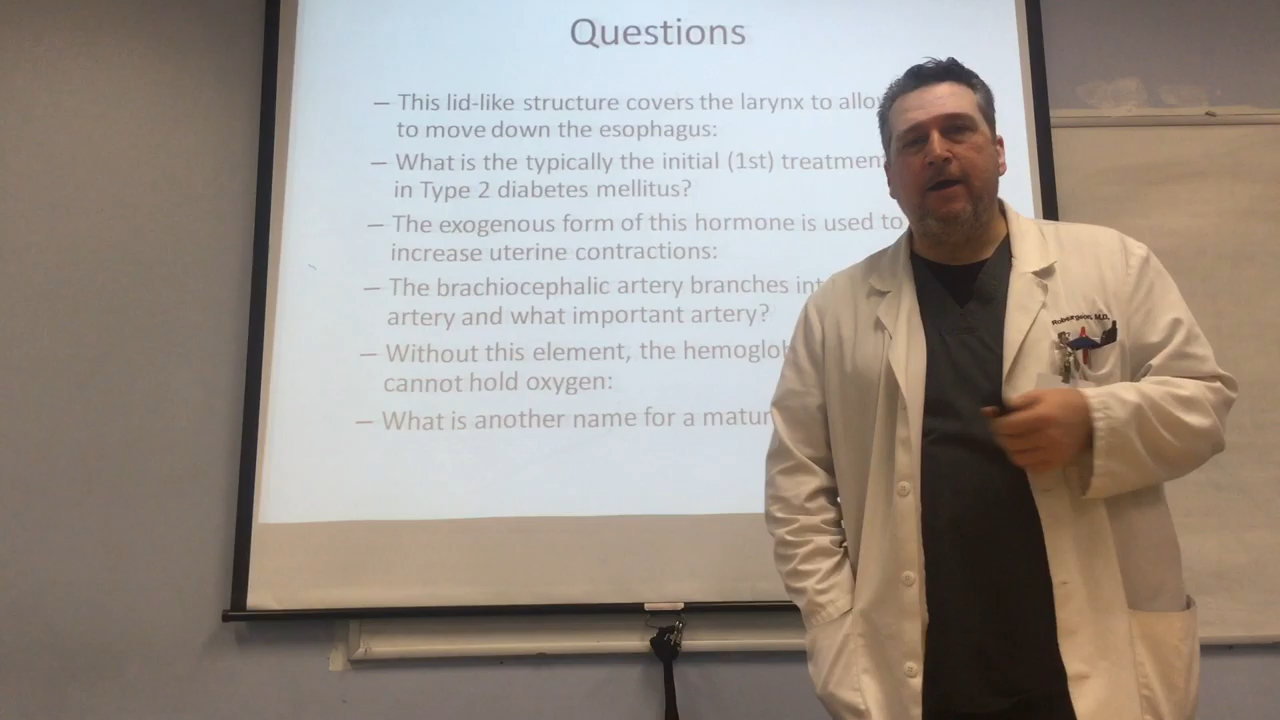 Questions
– This lid-like structure covers the larynx to allo
to move down the esophagus:
– What is the typically the initial (1st) treatmen
in Type 2 diabetes mellitus?
– The exogenous form of this hormone is used to
increase uterine contractions:
– The brachiocephalic artery branches int
artery and what important artery?
– Without this element, the hemoglob
cannot hold oxygen:
– What is another name for a matur
M.D.